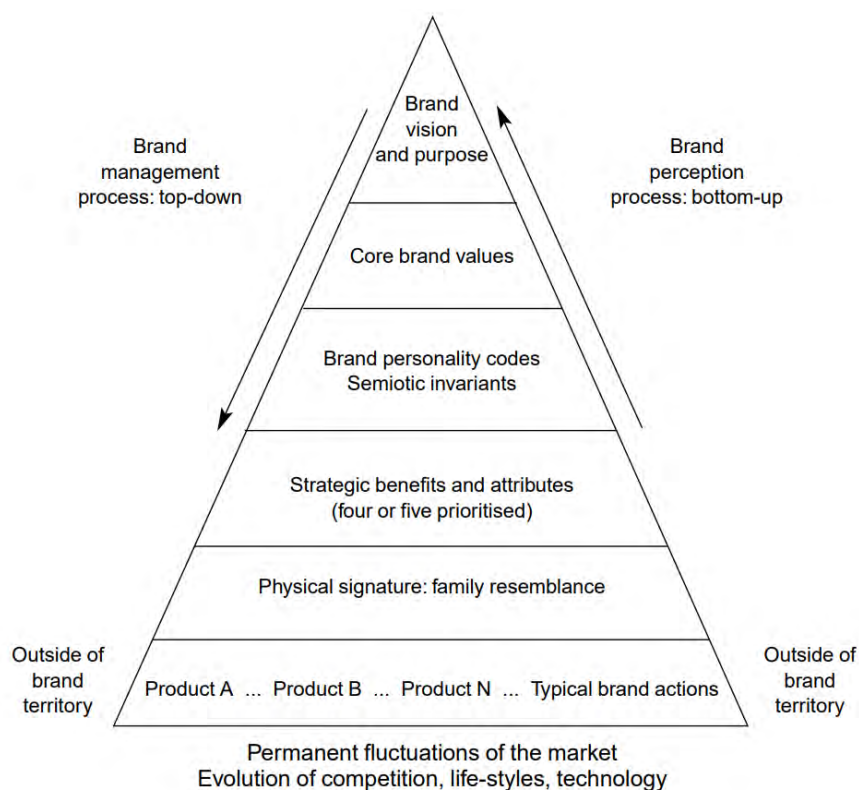 Brand
vision
and purpose
Brand
management
process: top-down
Brand
perception
process: bottom-up
Core brand values
Brand personality codes
Semiotic invariants
Strategic benefits and attributes
(four or five prioritised)
Physical signature: family resemblance
Outside of
brand
territory
Product A ... Product B ... Product N ... Typical brand actions
Outside of
brand
territory
Permanent fluctuations of the market
Evolution of competition, life-styles, technology